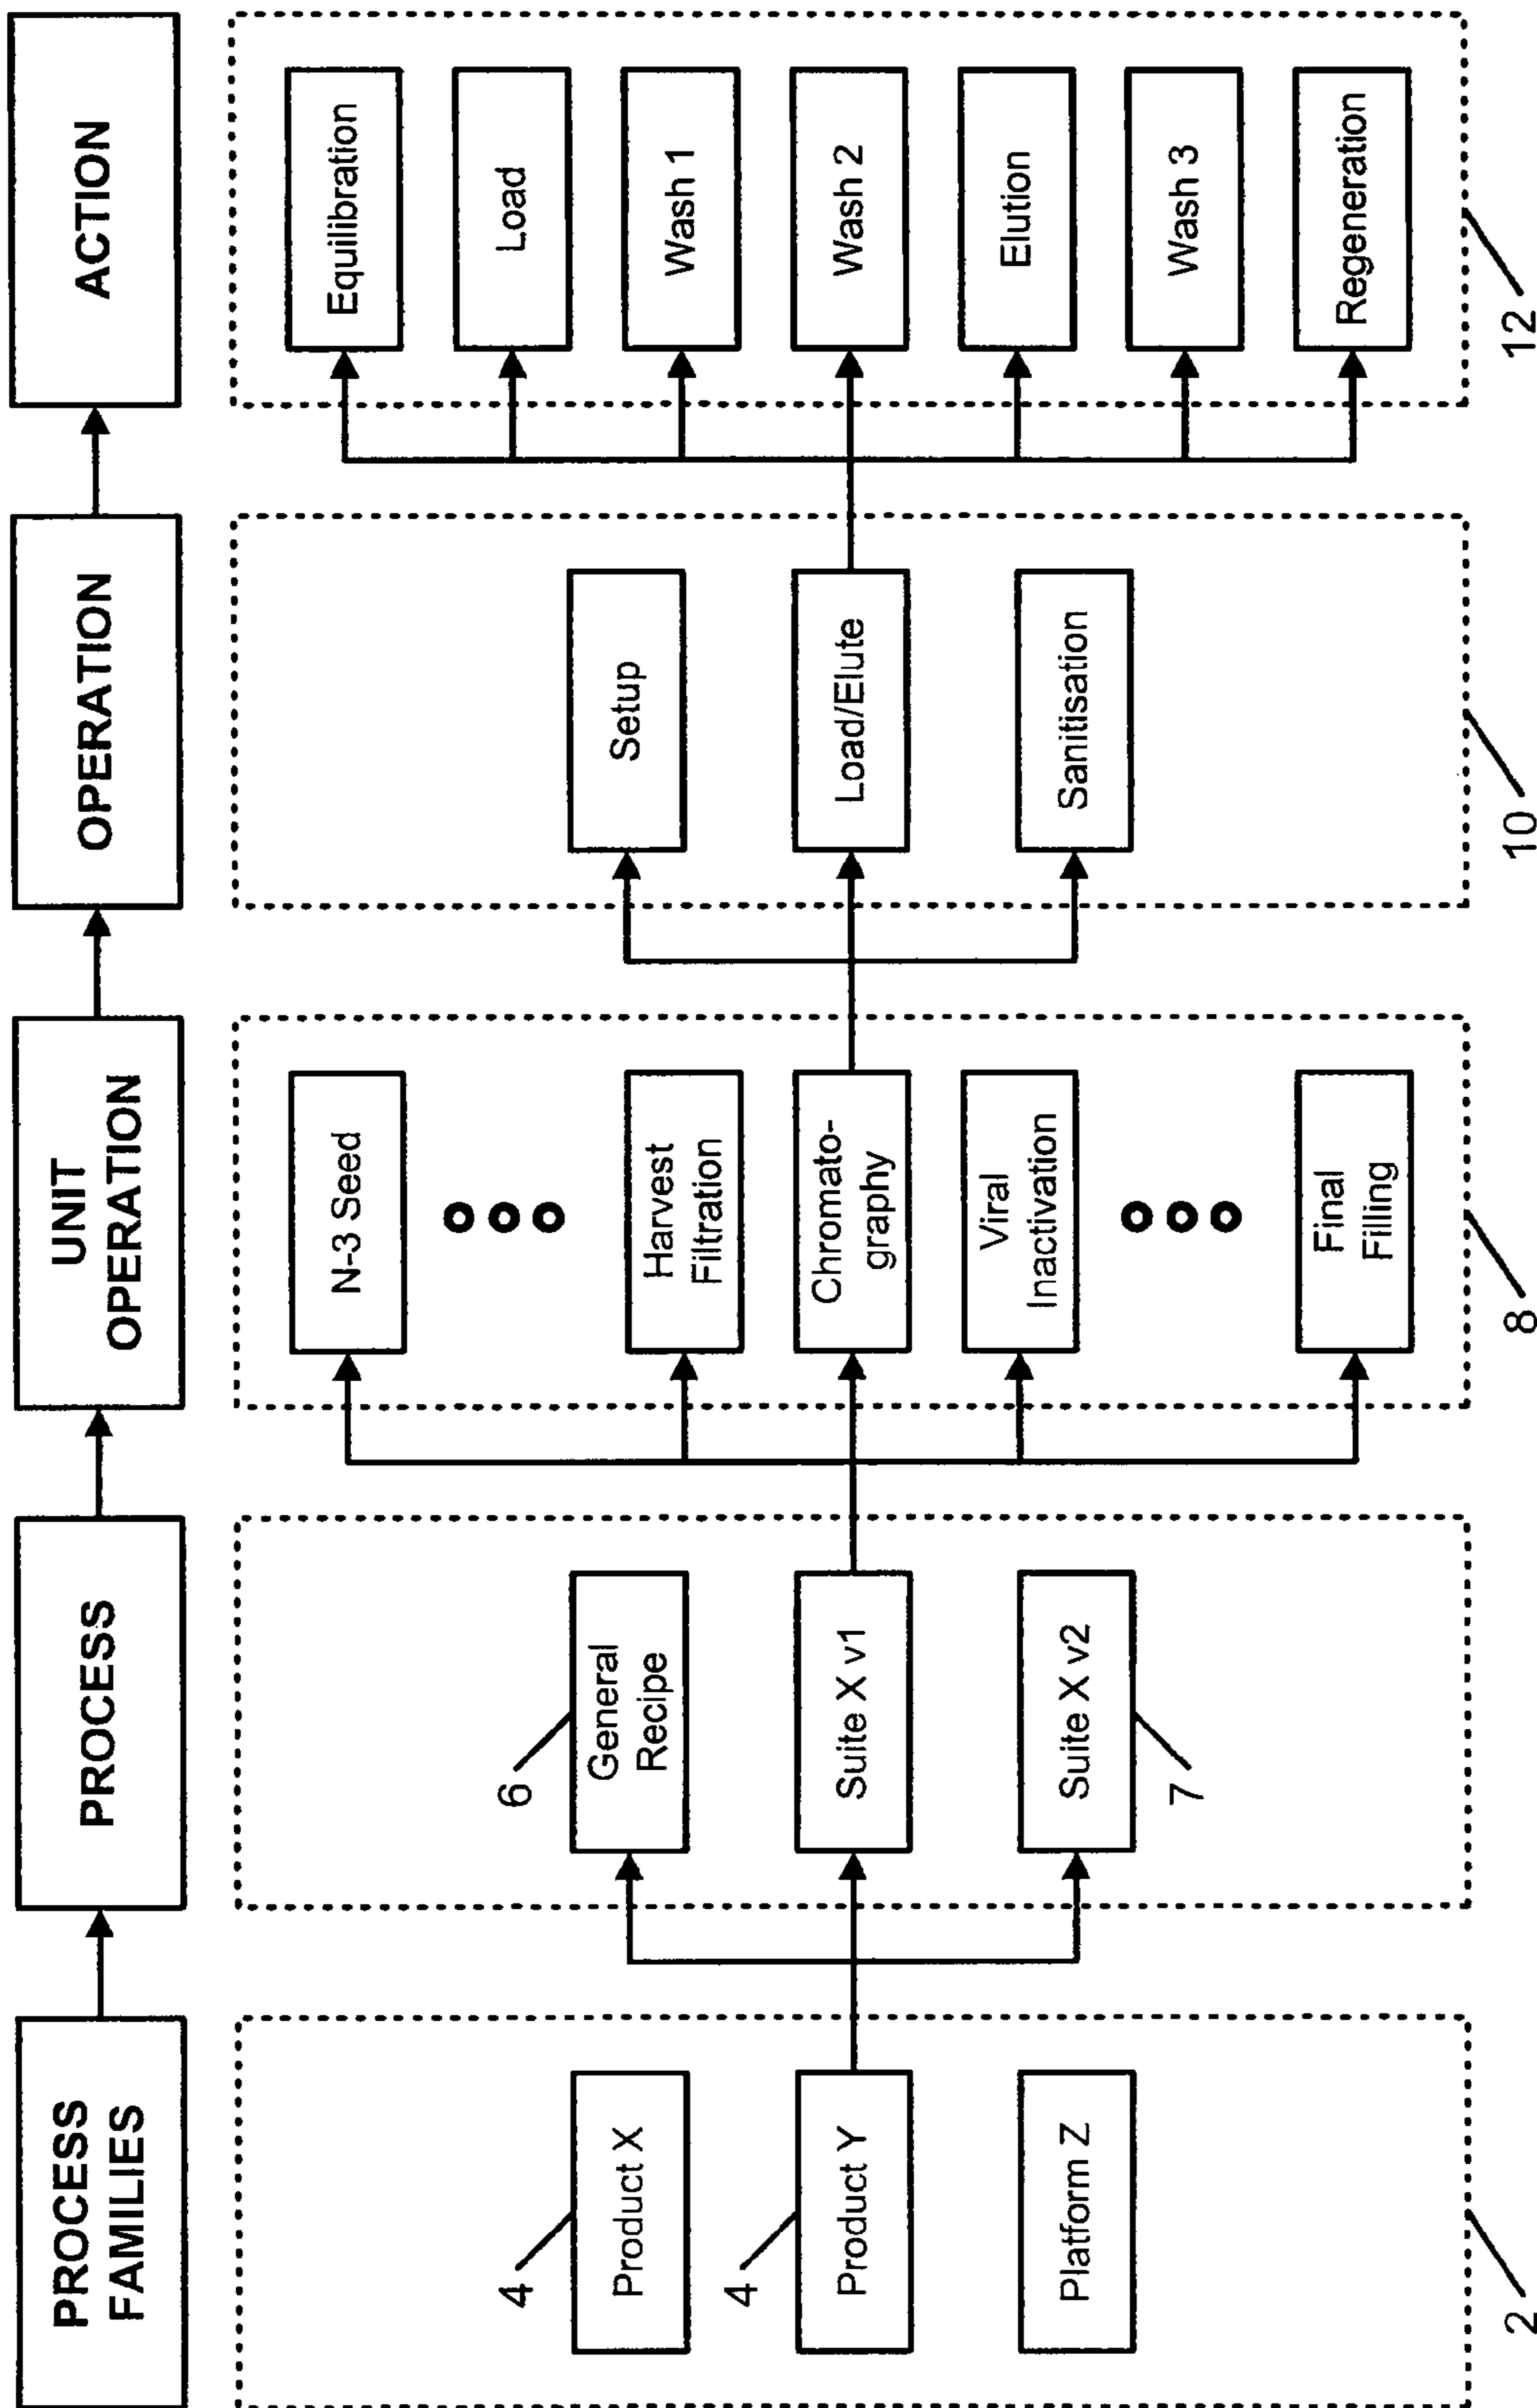 PROCESS
FAMILIES
PROCESS
UNIT
OPERATION
OPERATION
ACTION
4
Product X
4
Product Y
Platform Z
2
6
General
Recipe
Suite X v1
Suite X v2
7
N-3 Seed
Harvest
Filtration
Chromato-
graphy
Viral
Inactivation
Final
Filling
8
Setup
Load/Elute
Sanitisation
10
Equilibration
Load
Wash 1
Wash 2
Elution
Wash 3
Regeneration
12